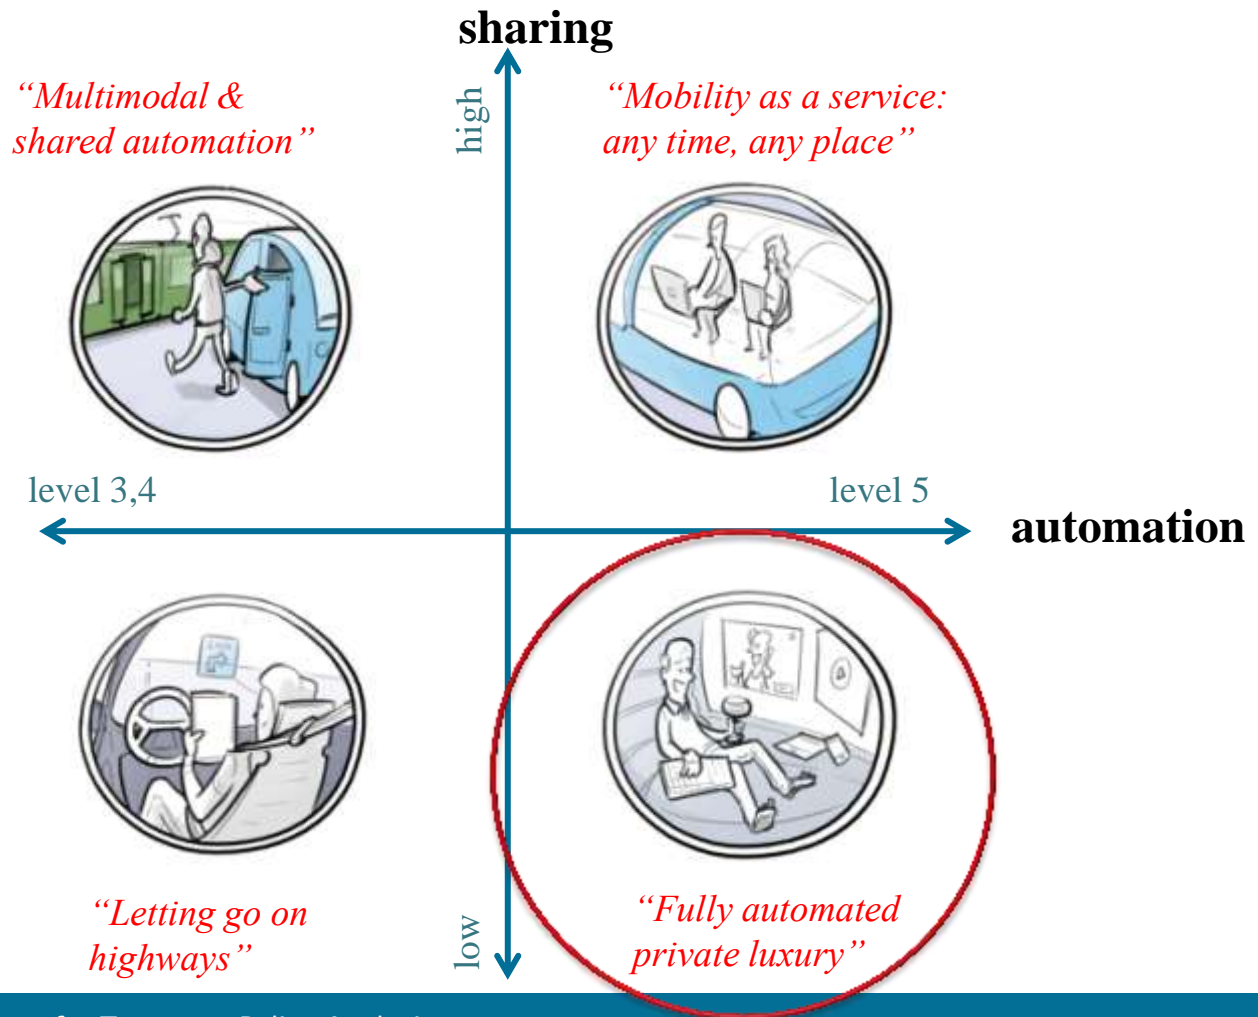 sharing
high
“Multimodal &
shared automation”
“Mobility as a service:
any time, any place”
level 3,4
level 5
automation
“Letting go on
highways”
low
“Fully automated
private luxury”